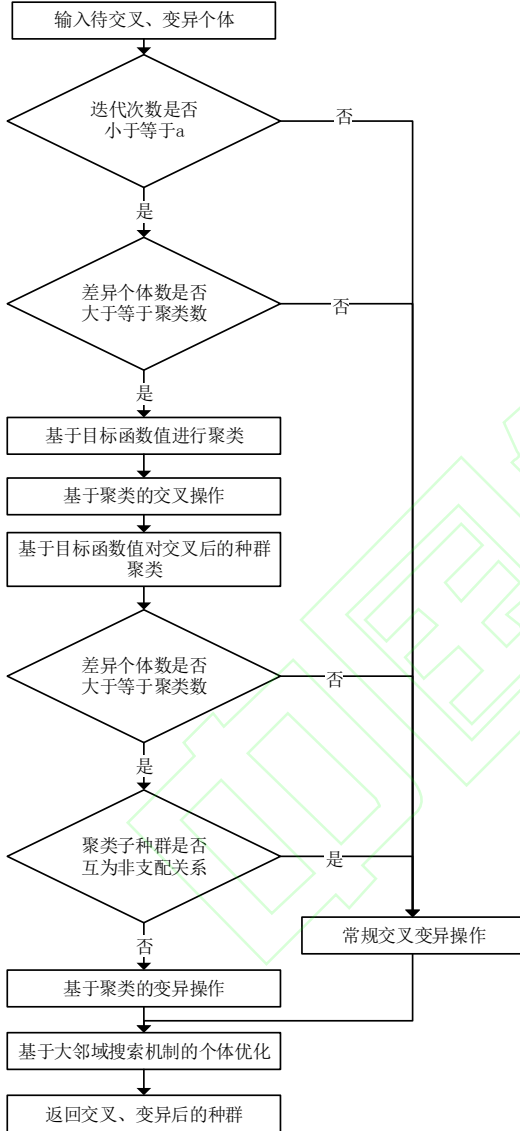 输入待交叉、变异个体
迭代次数是否
小于等于a
否
是
差异个体数是否
大于等于聚类数
否
是
基于目标函数值进行聚类
基于聚类的交叉操作
基于目标函数值对交叉后的种群
聚类
差异个体数是否
大于等于聚类数
否
是
聚类子种群是否
互为非支配关系
是
否
常规交叉变异操作
基于聚类的变异操作
基于大邻域搜索机制的个体优化
返回交叉、变异后的种群